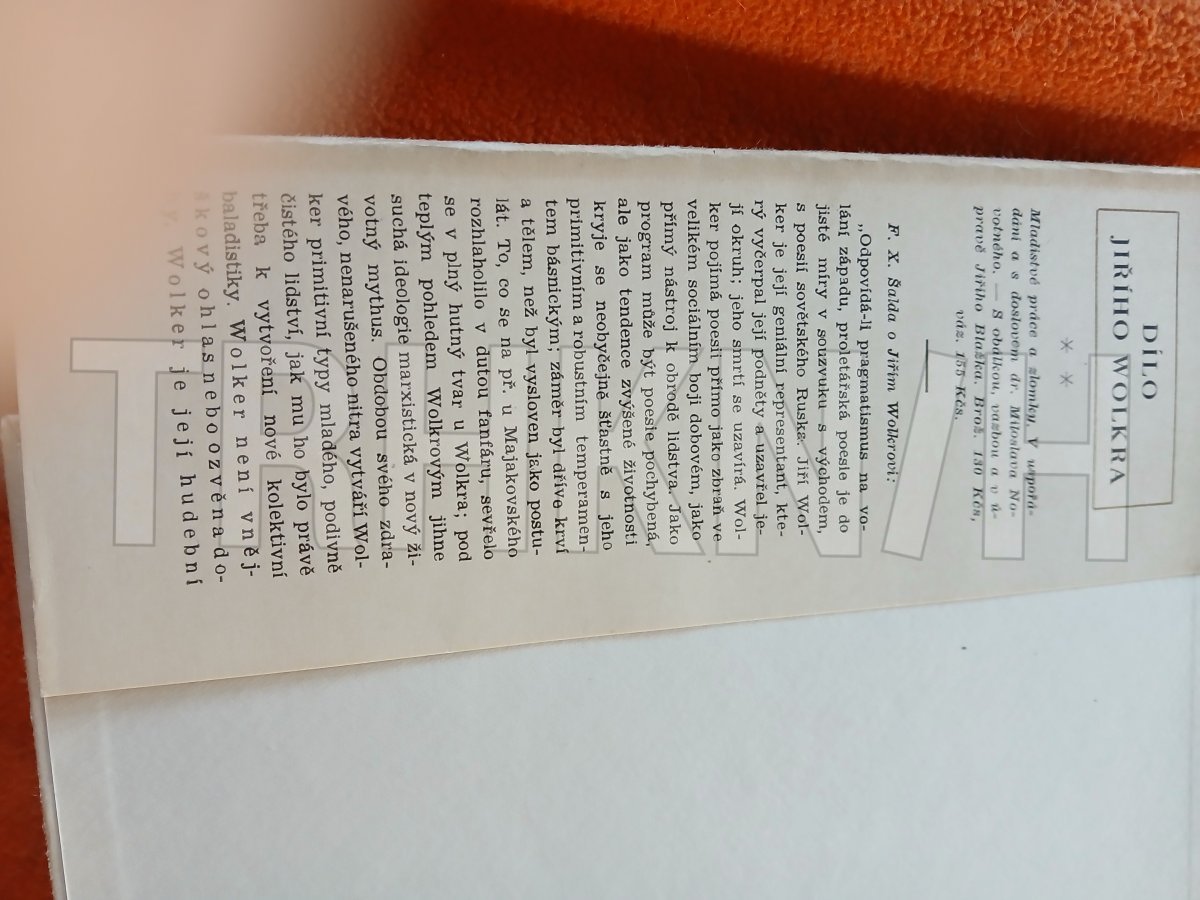 DÍLO
JIŘÍHO WOLKRA
* *
Mladistvé práce a zlomky. V uspořá-
dání a s doslovem dr. Miloslava No-
votného. — S obálkou, vazbou a v ú-
pravě Jiřího Blažka. Brož. 130 Kčs,
váz. 155 Kčs.
F. X. Šalda o Jiřím Wolkrovi:
„Odpovídá-li pragmatismus na vo-
lání západu, proletářská poesie je do
jisté míry v souzvuku s východem,
s poesií sovětského Ruska. Jiří Wol-
ker je její geniální representant, kte-
rý vyčerpal její podněty a uzavřel je-
jí okruh; jeho smrtí se uzavírá. Wol-
ker pojímá poesii přímo jako zbraň ve
velikém sociálním boji dobovém, jako
přímý nástroj k obrodě lidstva. Jako
program může být poesie pochybená,
ale jako tendence zvýšené životnosti
kryje se neobyčejně šťastně s jeho
primitivním a robustním temperamen-
tem básnickým; záměr byl dříve krví
a tělem, než byl vysloven jako postu-
lát. To, co se na př. u Majakovského
rozhlaholilo v dutou fanfáru, sevřelo
se v plný hutný tvar u Wolkra; pod
teplým pohledem Wolkrovým jihne
suchá ideologie marxistická v nový ži-
votný mythus. Obdobou svého zdra-
vého, nenarušeného nitra vytváří Wol-
ker primitivní typy mladého, podivně
čistého lidství, jak mu ho bylo právě
třeba k vytvoření nové kolektivní
baladistiky. Wolker není vněj-
škový ohlas nebo ozvěna do-
by. Wolker je její hudební
TRHKNIHT